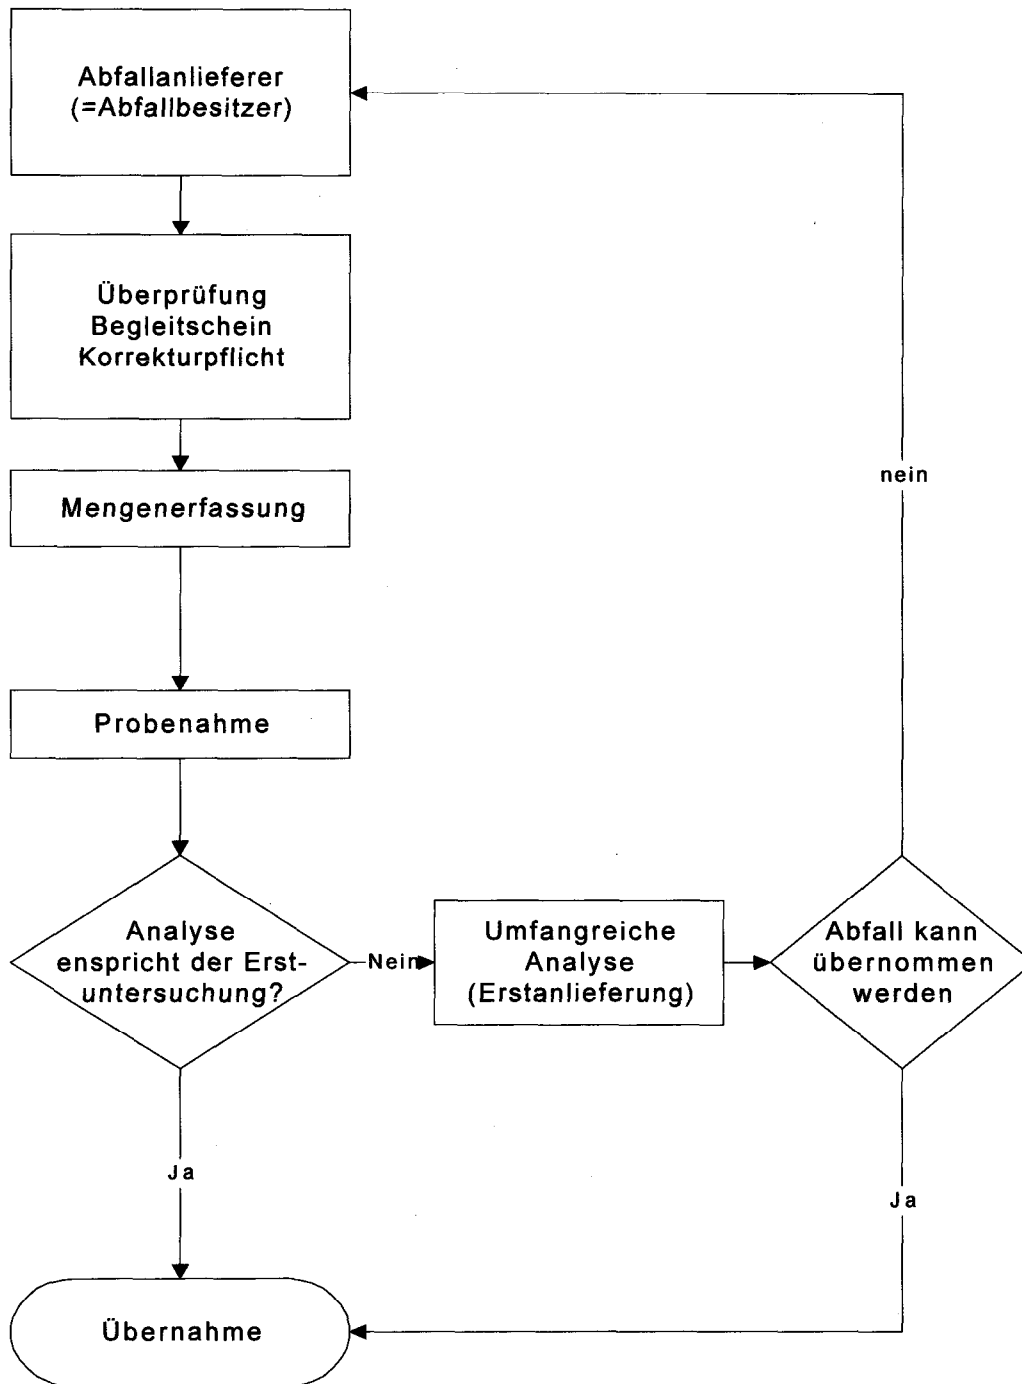 Abfallanlieferer
(=Abfallbesitzer)
Überprüfung
Begleitschein
Korrekturpflicht
Mengenerfassung
nein
Probenahme
Analyse
enspricht der Erst-
untersuchung?
Nein
Umfangreiche
Analyse
(Erstanlieferung)
Abfall kann
übernommen
werden
Ja
Ja
Übernahme